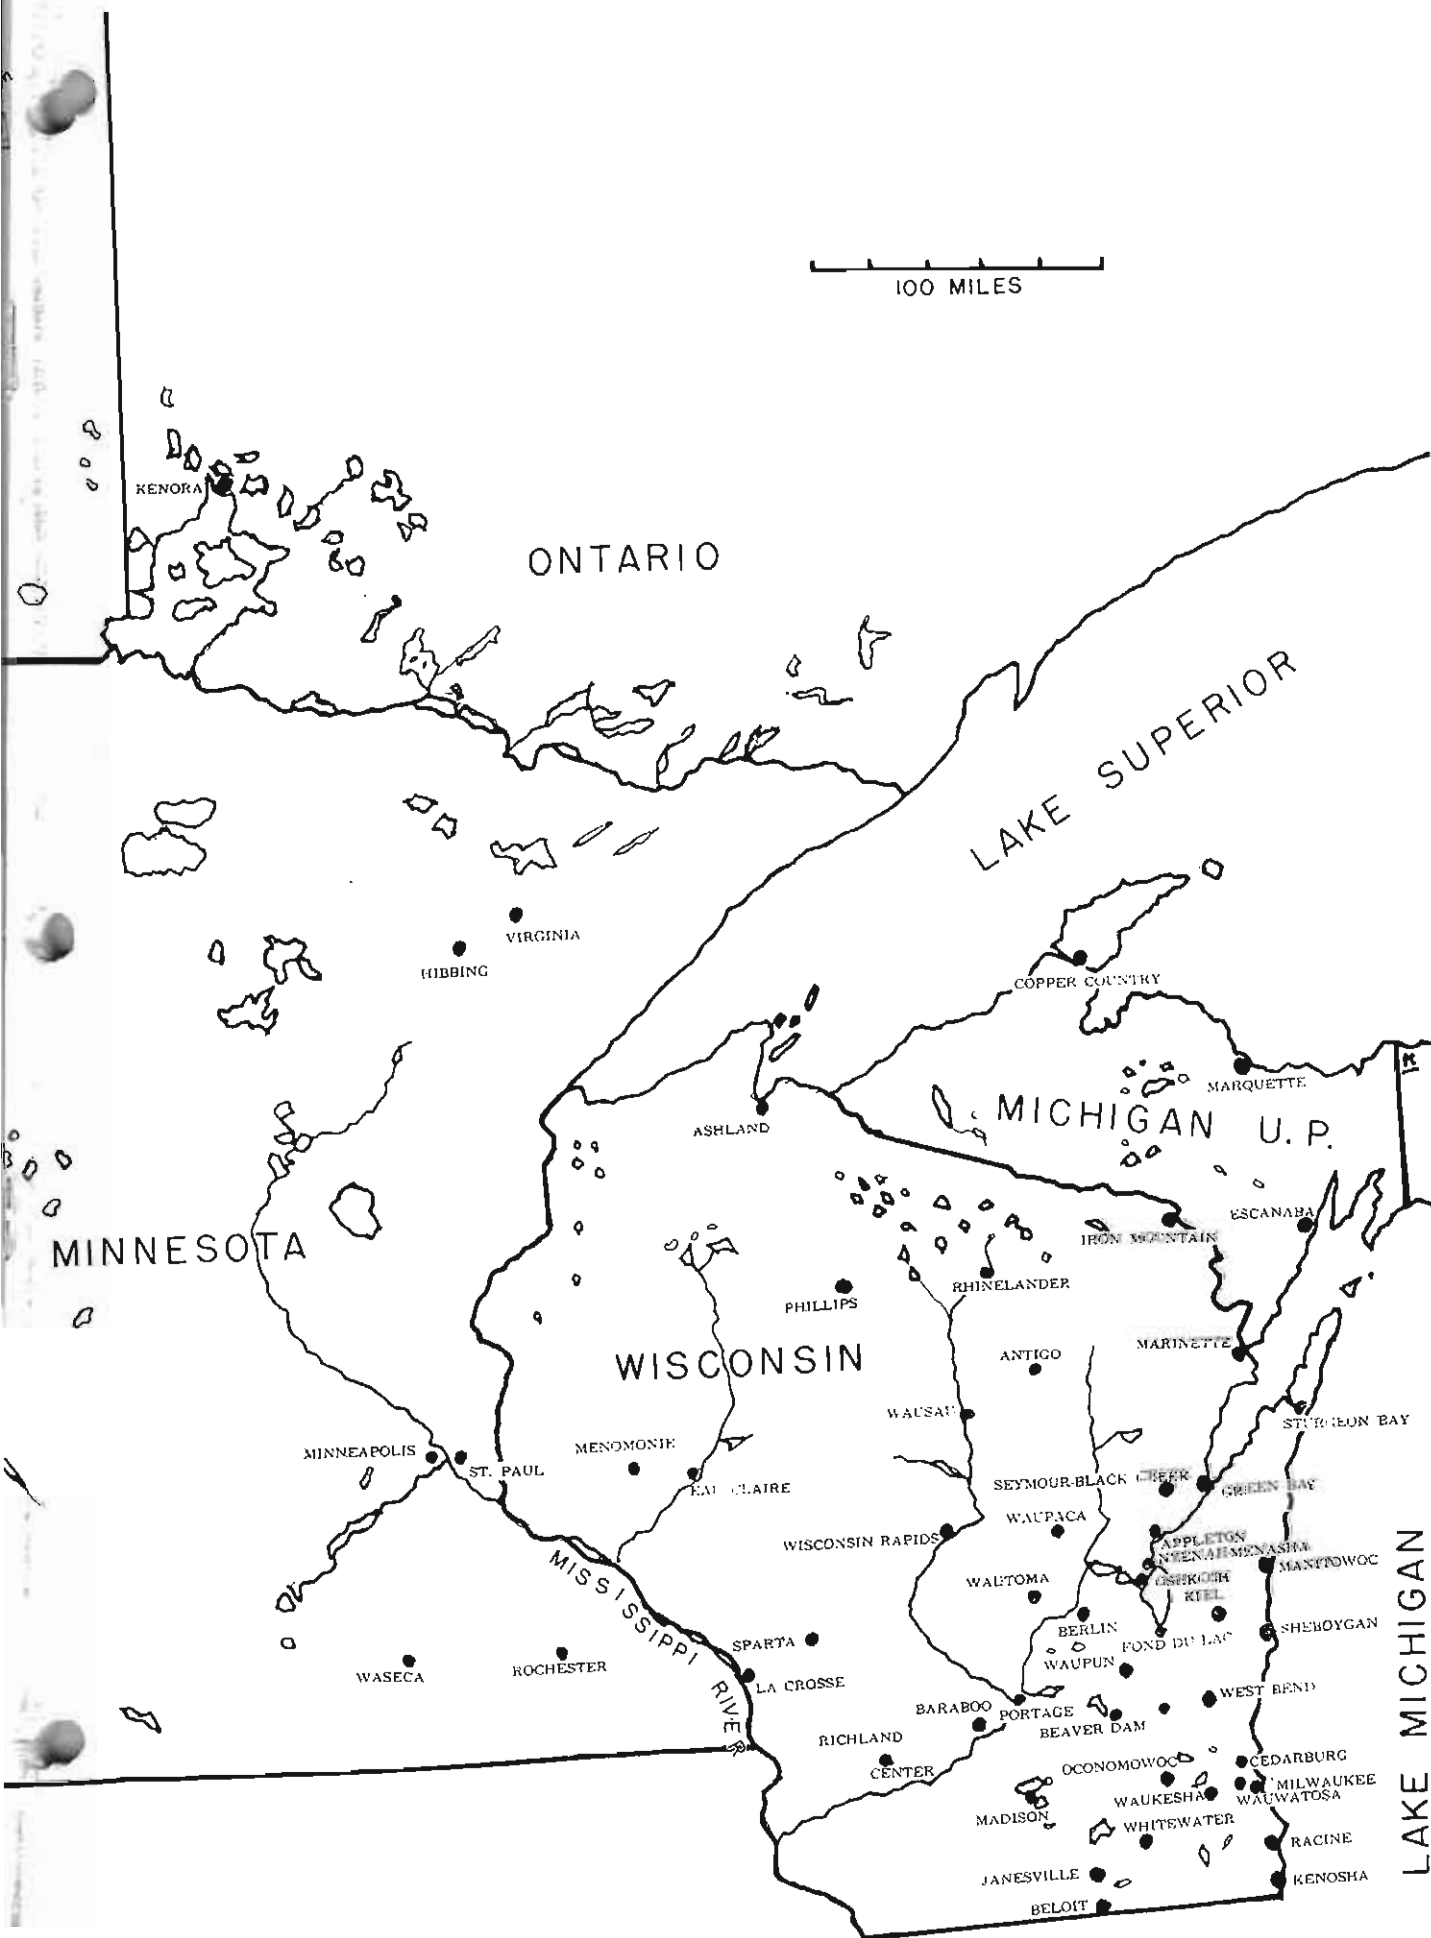 100 MILES
KENORA
ONTARIO
LAKE SUPERIOR
VIRGINIA
HIBBING
COPPER COUNTRY
MARQUETTE
MICHIGAN U.P.
ASHLAND
ESCANABA
IRON MOUNTAIN
MINNESOTA
RHINELANDER
PHILLIPS
WISCONSIN
ANTIGO
MARINETTE
WAUSAU
STURGEON BAY
MINNEAPOLIS
ST. PAUL
MENOMONIE
EAU CLAIRE
SEYMOUR-BLACK CREEK
GREEN BAY
WAUPACA
WISCONSIN RAPIDS
APPLETON
NEENAH-MENASHA
MANITOWOC
OSHKOSH
KIEL
WAUTOMA
MISSISSIPPI RIVER
BERLIN
FOND DU LAC
SHEBOYGAN
SPARTA
WAUPUN
WASECA
ROCHESTER
LA CROSSE
WEST BEND
BARABOO
PORTAGE
BEAVER DAM
RICHLAND
CENTER
OCONOMOWOC
CEDARBURG
MILWAUKEE
WAUKESHA
WAUWATOSA
MADISON
WHITEWATER
RACINE
JANESVILLE
KENOSHA
BELOIT
LAKE MICHIGAN